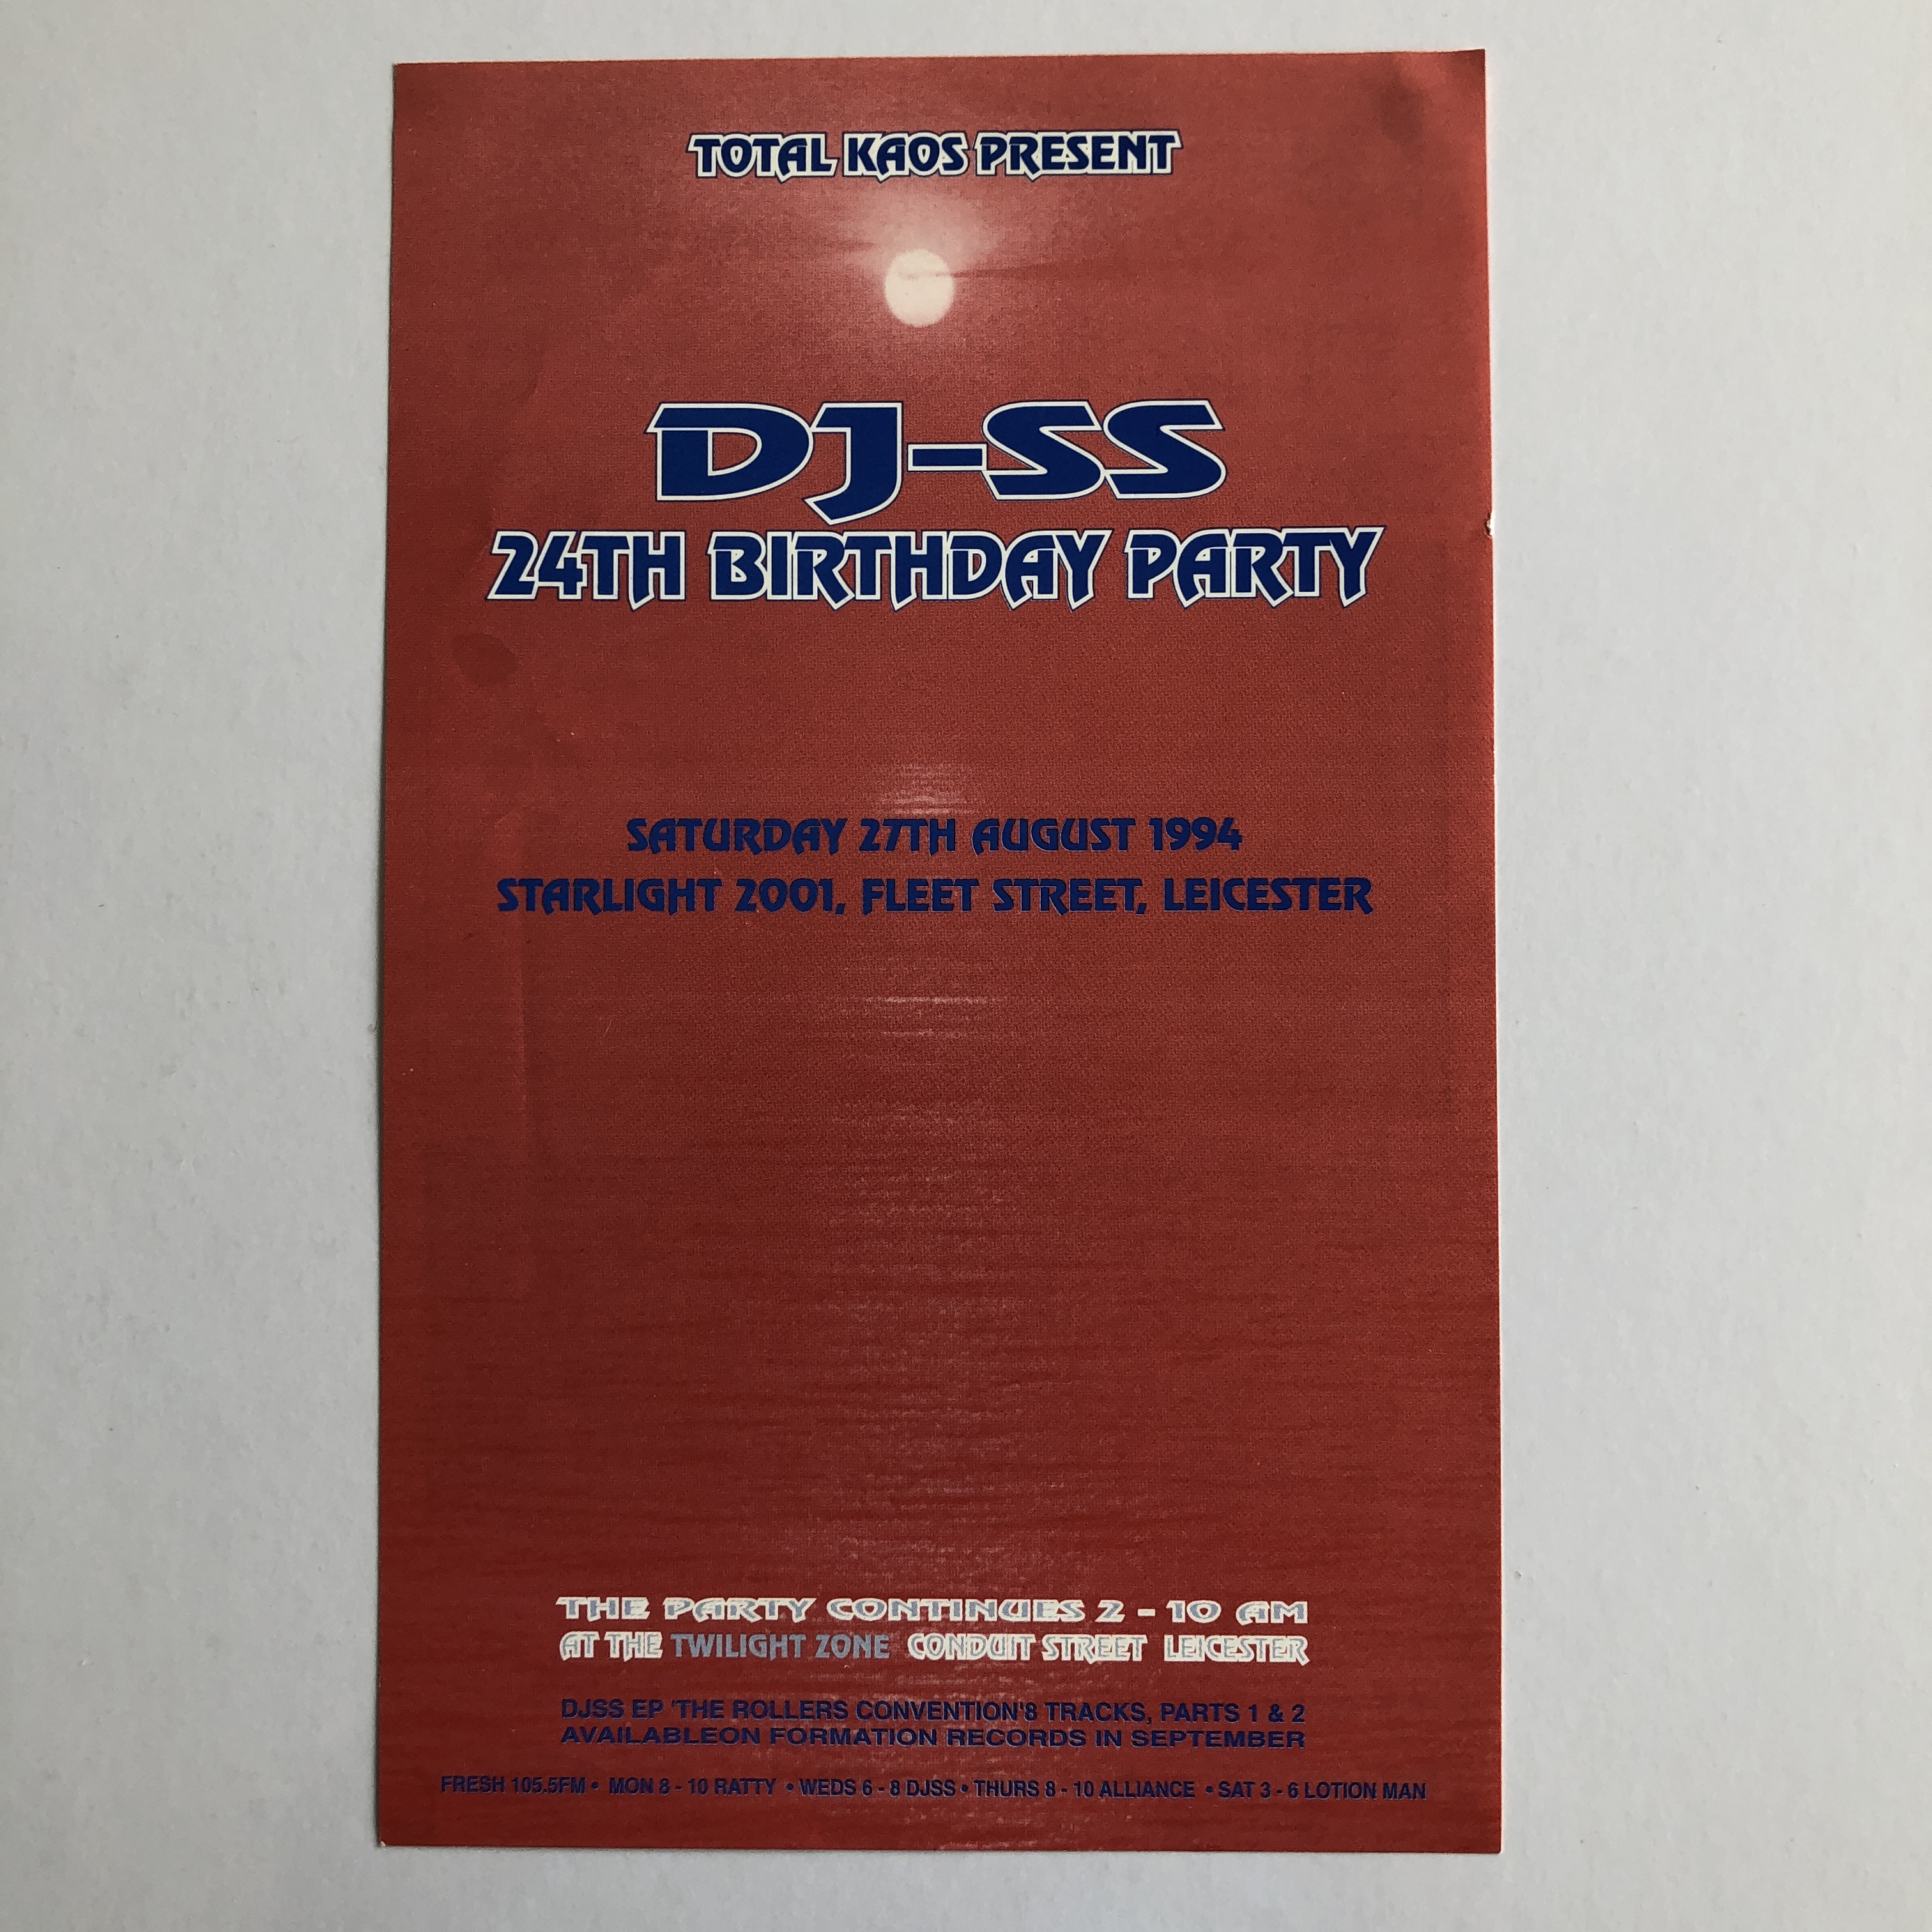 TOTAL KAOS PRESENT
DJ-SS
24TH BIRTHDAY PARTY
SATURDAY 27TH AUGUST 1994
STARLIGHT 2001, FLEET STREET, LEICESTER
THE PARTY CONTINUES 2 - 10 AM
AT THE TWILIGHT ZONE CONDUIT STREET LEICESTER
DJSS EP 'THE ROLLERS CONVENTION'8 TRACKS, PARTS 1 & 2
AVAILABLEON FORMATION RECORDS IN SEPTEMBER
FRESH 105.5FM • MON 8 - 10 RATTY • WEDS 6 - 8 DJSS • THURS 8 - 10 ALLIANCE • SAT 3 - 6 LOTION MAN